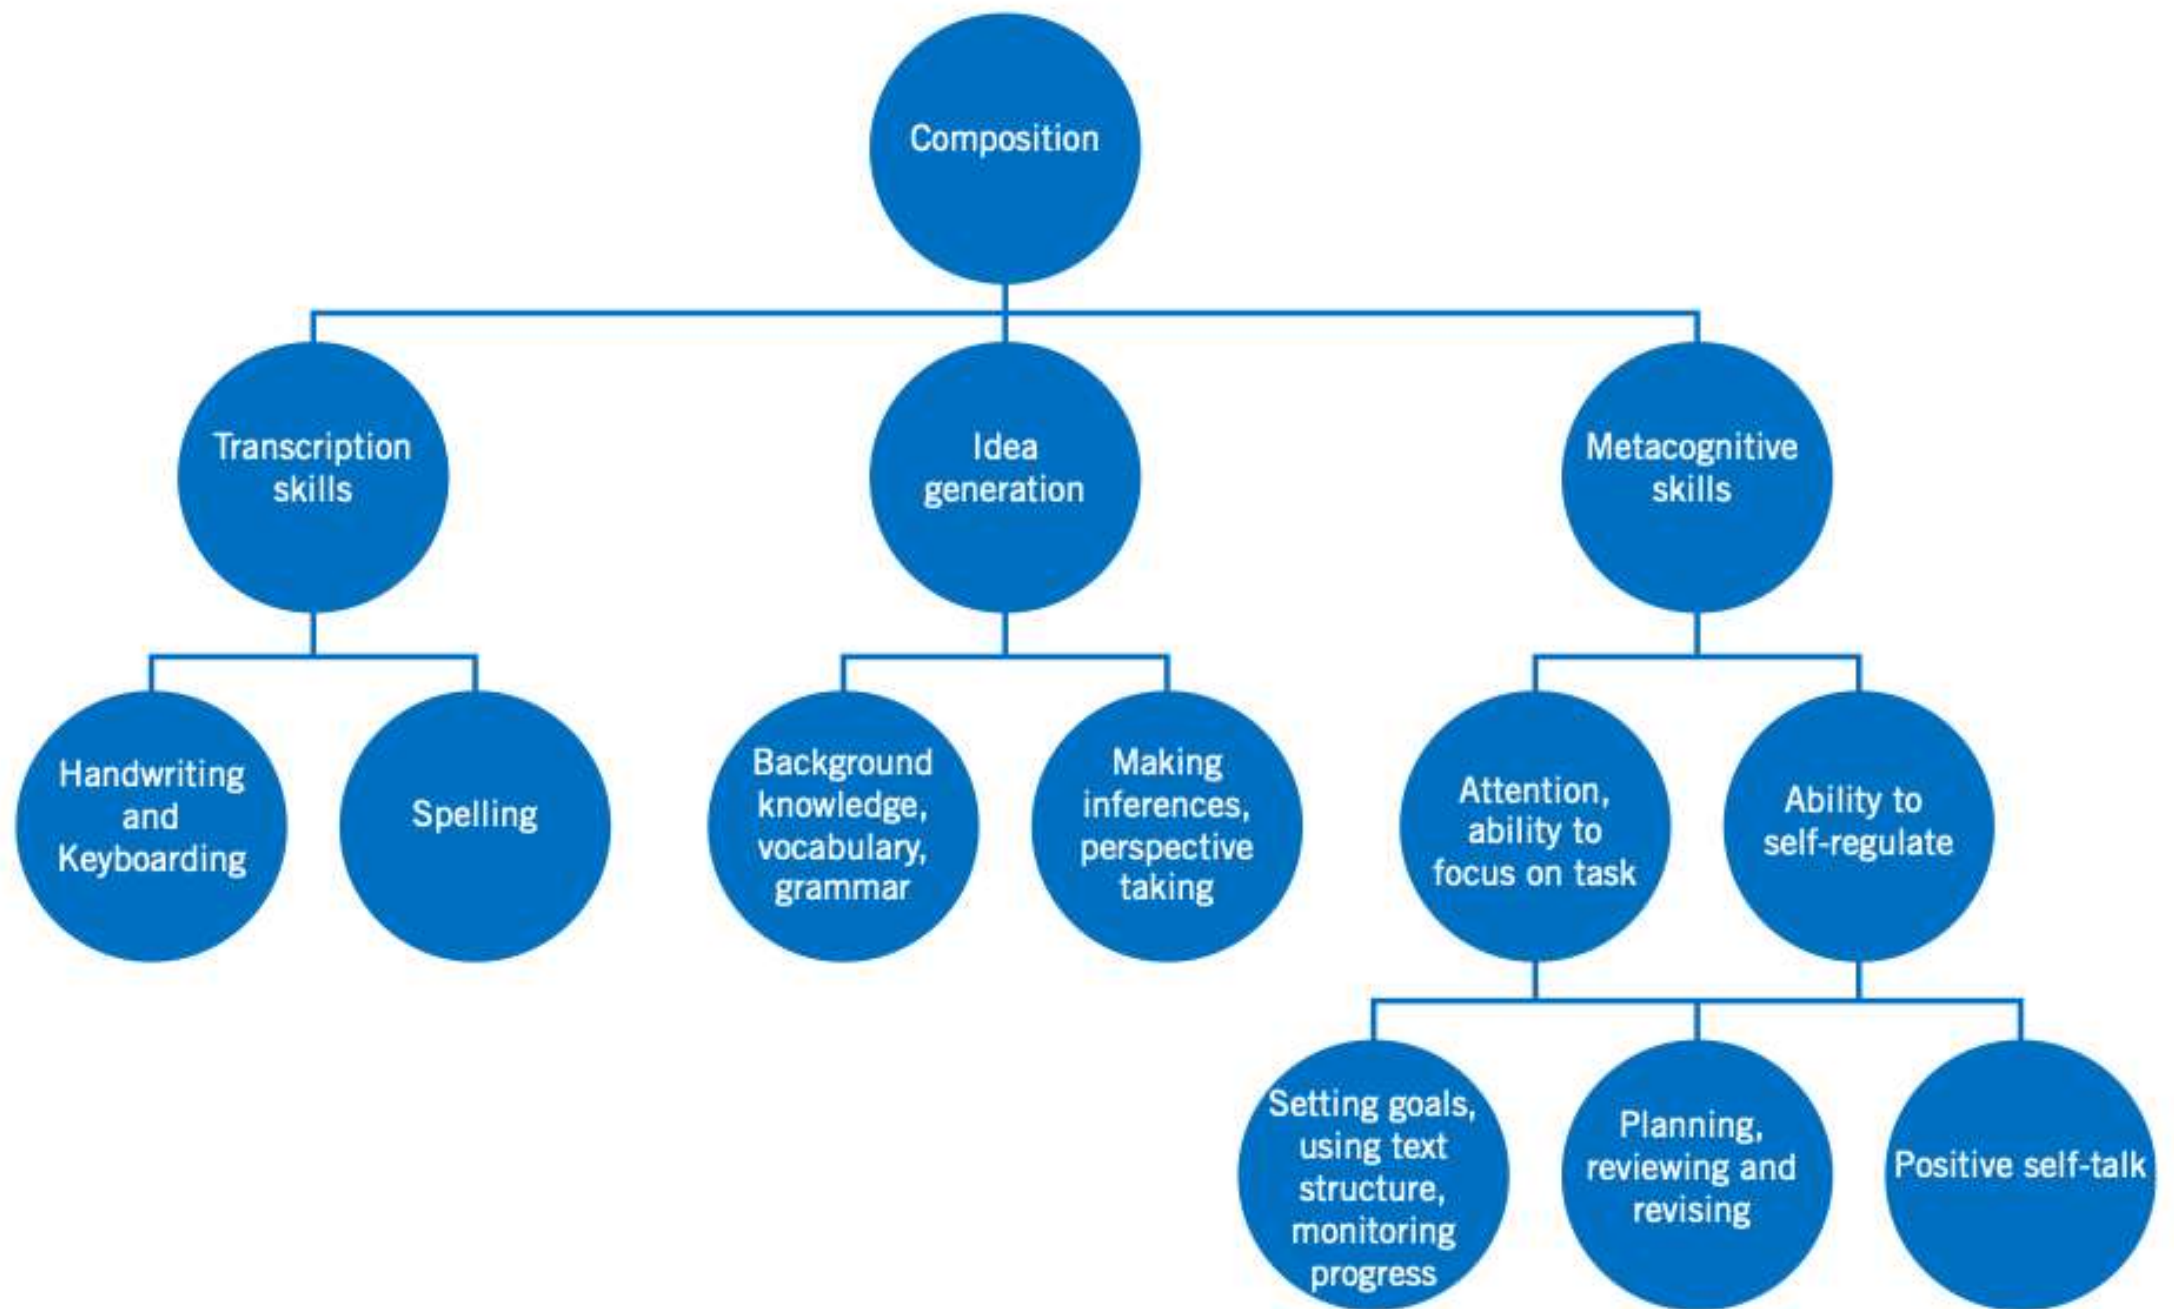 Composition
Transcription
skills
Idea
generation
Metacognitive
skills
Handwriting
and
Keyboarding
Spelling
Background
knowledge,
vocabulary,
grammar
Making
inferences,
perspective
taking
Attention,
ability to
focus on task
Ability to
self-regulate
Setting goals,
using text
structure,
monitoring
progress
Planning,
reviewing and
revising
Positive self-talk